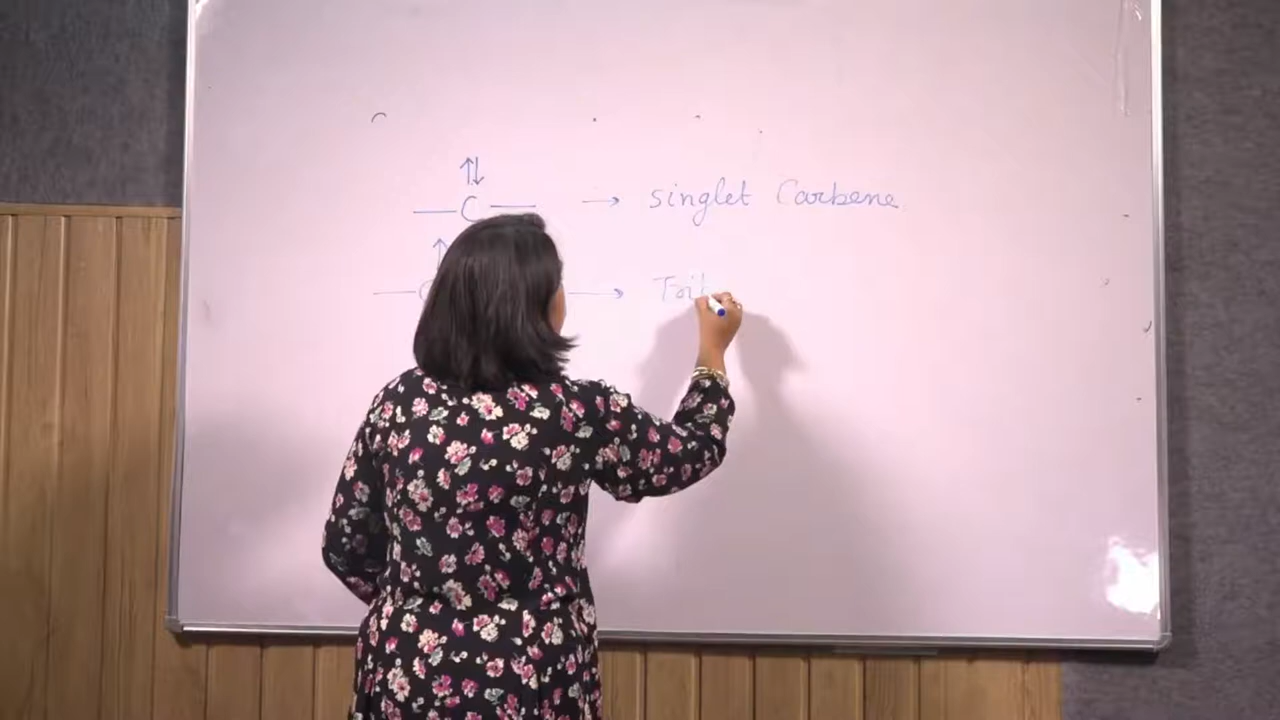 ⇅
—C— → singlet Carbene
↑
— → Tri